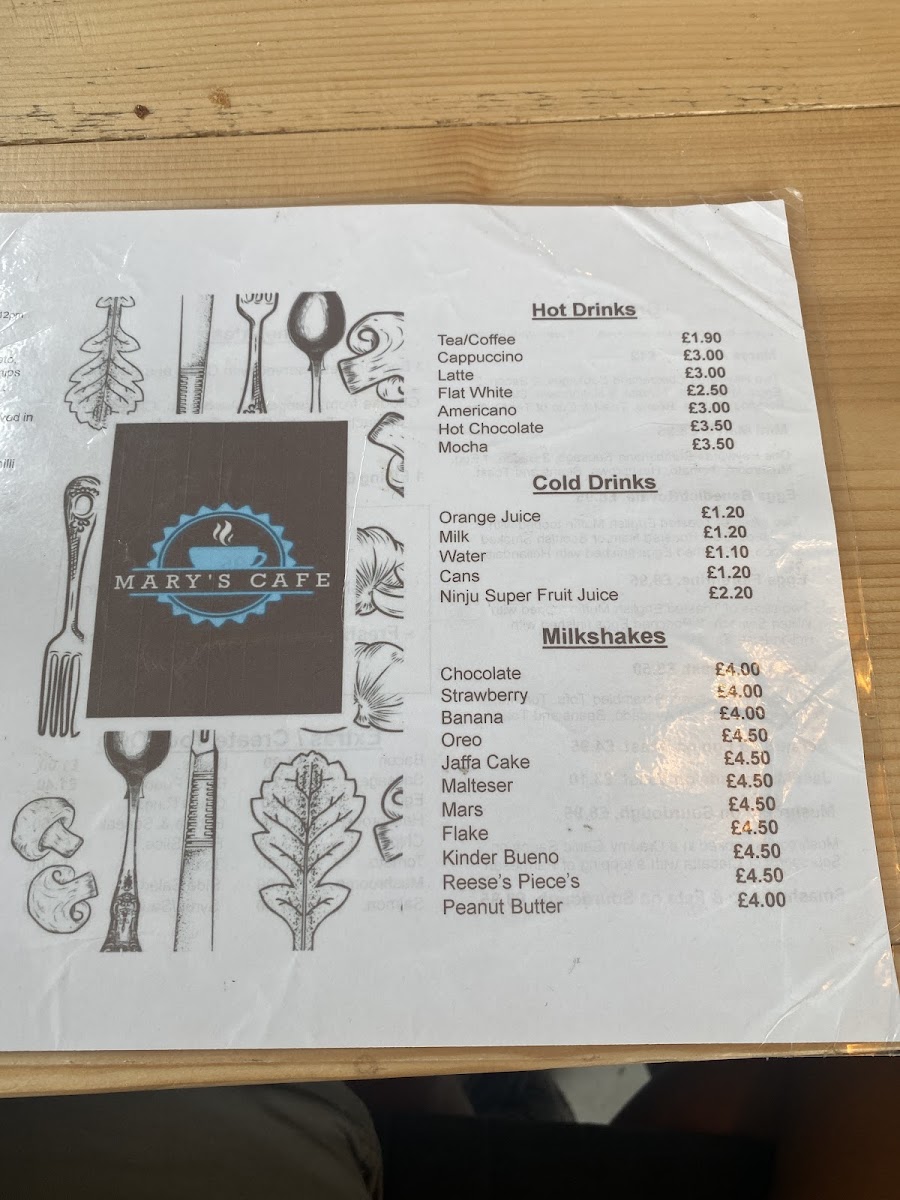 12pm
ips
ved in
MARY'S CAFE
Hot Drinks
Tea/Coffee £1.90
Cappuccino £3.00
Latte £3.00
Flat White £2.50
Americano £3.00
Hot Chocolate £3.50
Mocha £3.50
Cold Drinks
Orange Juice £1.20
Milk £1.20
Water £1.10
Cans £1.20
Ninju Super Fruit Juice £2.20
Milkshakes
Chocolate £4.00
Strawberry £4.00
Banana £4.00
Oreo £4.50
Jaffa Cake £4.50
Malteser £4.50
Mars £4.50
Flake £4.50
Kinder Bueno £4.50
Reese's Piece's £4.50
Peanut Butter £4.00